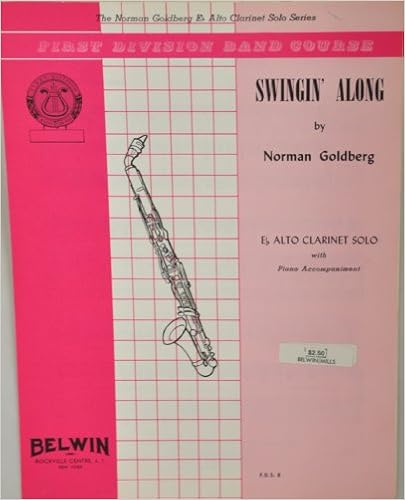 The Norman Goldberg E♭ Alto Clarinet Solo Series
FIRST DIVISION BAND COURSE
SWINGIN' ALONG
by
Norman Goldberg
E♭ ALTO CLARINET SOLO
with
Piano Accompaniment
$2.50
BELWIN/MILLS
BELWIN
ROCKVILLE CENTRE, L. I.
NEW YORK
F.D.S. 8